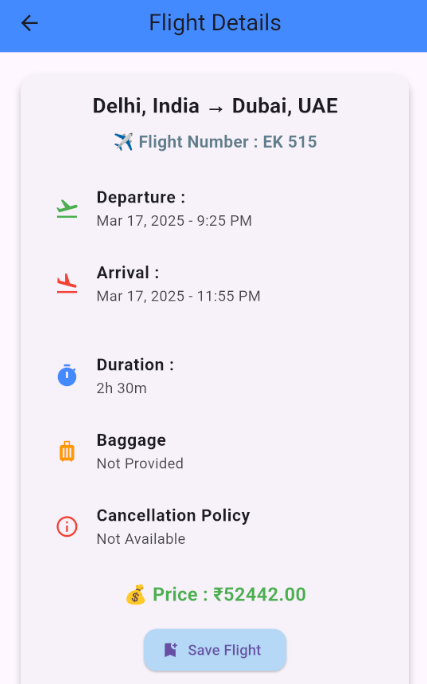 Flight Details
Delhi, India → Dubai, UAE
✈️ Flight Number : EK 515
Departure :
Mar 17, 2025 - 9:25 PM
Arrival :
Mar 17, 2025 - 11:55 PM
Duration :
2h 30m
Baggage
Not Provided
Cancellation Policy
Not Available
💰 Price : ₹52442.00
Save Flight